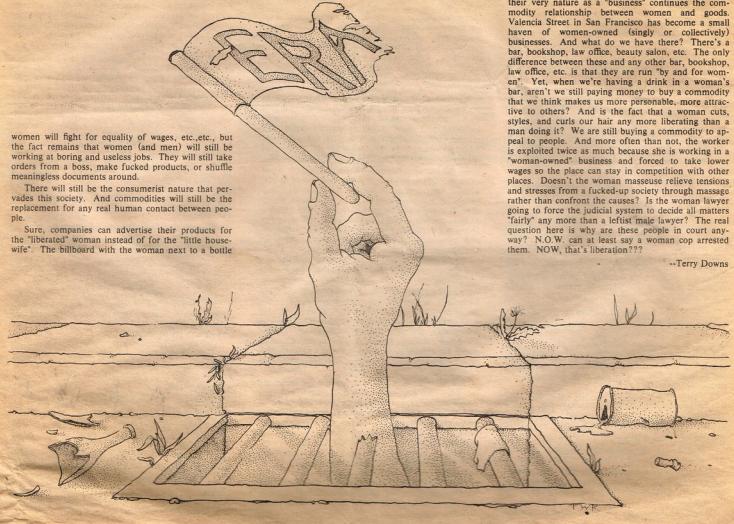 ERA
women will fight for equality of wages, etc.,etc., but
the fact remains that women (and men) will still be
working at boring and useless jobs. They will still take
orders from a boss, make fucked products, or shuffle
meaningless documents around.
There will still be the consumerist nature that per-
vades this society. And commodities will still be the
replacement for any real human contact between peo-
ple.
Sure, companies can advertise their products for
the "liberated" woman instead of for the "little house-
wife". The billboard with the woman next to a bottle
their very nature as a "business" continues the com-
modity relationship between women and goods.
Valencia Street in San Francisco has become a small
haven of women-owned (singly or collectively)
businesses. And what do we have there? There's a
bar, bookshop, law office, beauty salon, etc. The only
difference between these and any other bar, bookshop,
law office, etc. is that they are run "by and for wom-
en". Yet, when we're having a drink in a woman's
bar, aren't we still paying money to buy a commodity
that we think makes us more personable, more attrac-
tive to others? And is the fact that a woman cuts,
styles, and curls our hair any more liberating than a
man doing it? We are still buying a commodity to ap-
peal to people. And more often than not, the worker
is exploited twice as much because she is working in a
"woman-owned" business and forced to take lower
wages so the place can stay in competition with other
places. Doesn't the woman masseuse relieve tensions
and stresses from a fucked-up society through massage
rather than confront the causes? Is the woman lawyer
going to force the judicial system to decide all matters
"fairly" any more than a leftist male lawyer? The real
question here is why are these people in court any-
way? N.O.W. can at least say a woman cop arrested
them. NOW, that's liberation???
--Terry Downs